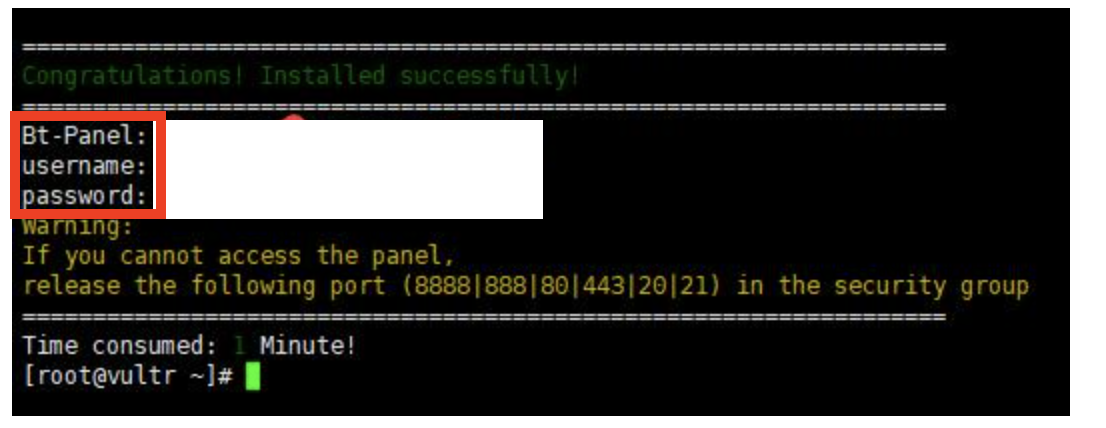 ==================================================================
Congratulations! Installed successfully!
==================================================================
Bt-Panel:
username:
password:
Warning:
If you cannot access the panel,
release the following port (8888|888|80|443|20|21) in the security group
==================================================================
Time consumed: 1 Minute!
[root@vultr ~]#